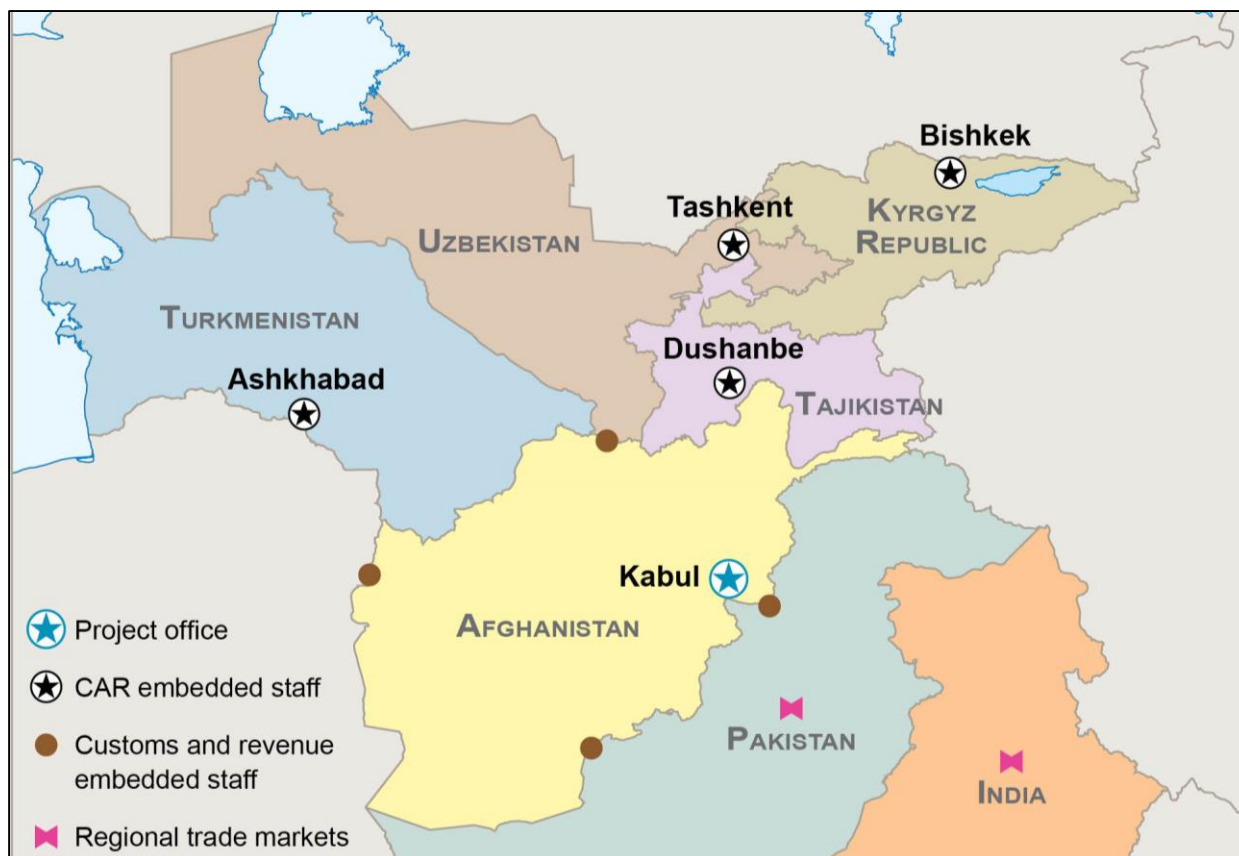 Bishkek
Tashkent
KYRGYZ
REPUBLIC
UZBEKISTAN
TURKMENISTAN
Dushanbe
Ashkhabad
TAJIKISTAN
Kabul
AFGHANISTAN
PAKISTAN
INDIA
Project office
CAR embedded staff
Customs and revenue
embedded staff
Regional trade markets